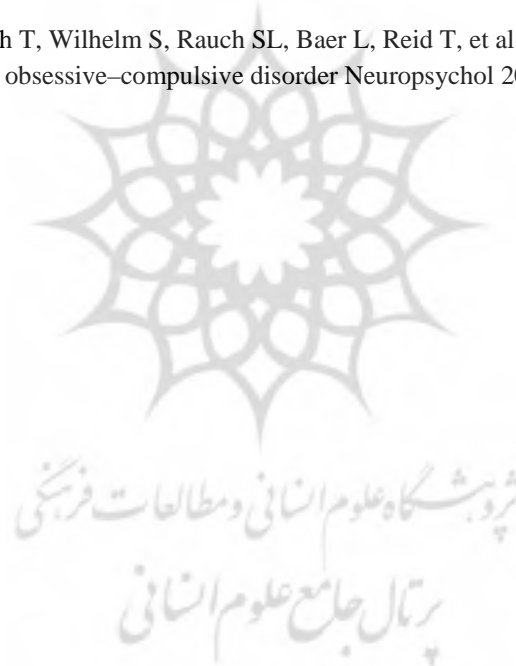 h T, Wilhelm S, Rauch SL, Baer L, Reid T, et al
obsessive–compulsive disorder Neuropsychol 20
پژوهشگاه علوم انسانی و مطالعات فرهنگی
پرتال جامع علوم انسانی